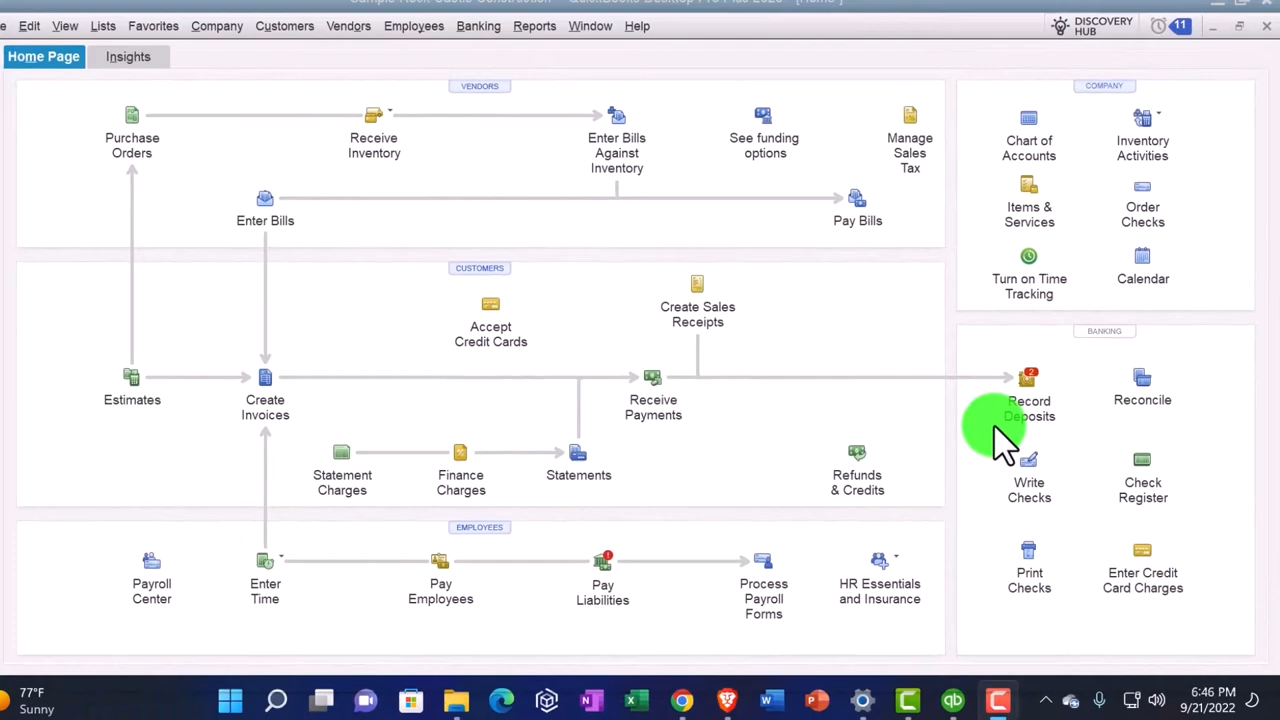 Edit View Lists Favorites Company Customers Vendors Employees Banking Reports Window Help
DISCOVERY
HUB
11
Home Page Insights
VENDORS
Purchase
Orders
Receive
Inventory
Enter Bills
Against
Inventory
See funding
options
Manage
Sales
Tax
Enter Bills
Pay Bills
CUSTOMERS
Accept
Credit Cards
Create Sales
Receipts
Estimates
Create
Invoices
Receive
Payments
Statement
Charges
Finance
Charges
Statements
Refunds
& Credits
EMPLOYEES
Payroll
Center
Enter
Time
Pay
Employees
Pay
Liabilities
Process
Payroll
Forms
HR Essentials
and Insurance
COMPANY
Chart of
Accounts
Inventory
Activities
Items &
Services
Order
Checks
Turn on Time
Tracking
Calendar
BANKING
2
Record
Deposits
Reconcile
Write
Checks
Check
Register
Print
Checks
Enter Credit
Card Charges
77°F
Sunny
6:46 PM
9/21/2022